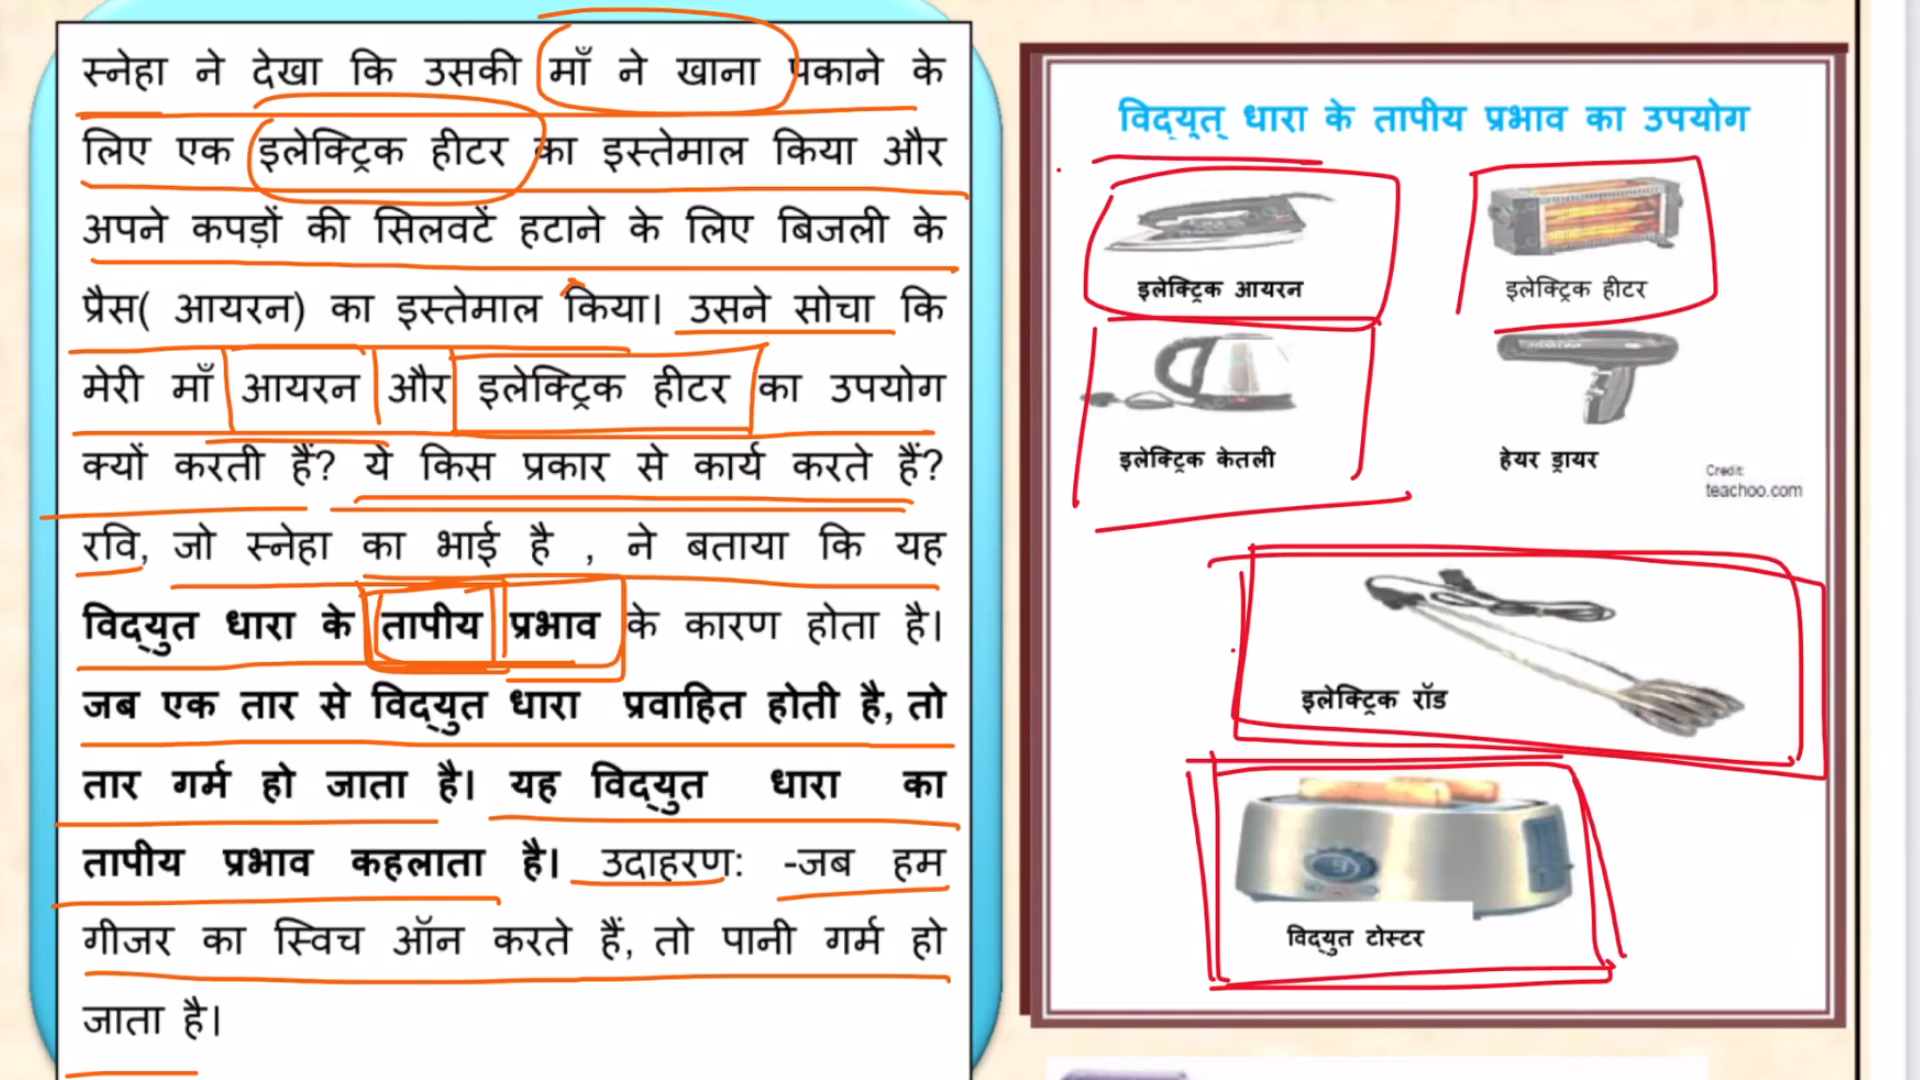 स्नेहा ने देखा कि उसकी माँ ने खाना पकाने के
लिए एक इलेक्ट्रिक हीटर का इस्तेमाल किया और
अपने कपड़ों की सिलवटें हटाने के लिए बिजली के
प्रैस( आयरन) का इस्तेमाल किया। उसने सोचा कि
मेरी माँ आयरन और इलेक्ट्रिक हीटर का उपयोग
क्यों करती हैं? ये किस प्रकार से कार्य करते हैं?
रवि, जो स्नेहा का भाई है , ने बताया कि यह
विद्युत धारा के तापीय प्रभाव के कारण होता है।
जब एक तार से विद्युत धारा प्रवाहित होती है, तो
तार गर्म हो जाता है। यह विद्युत धारा का
तापीय प्रभाव कहलाता है। उदाहरण: -जब हम
गीजर का स्विच ऑन करते हैं, तो पानी गर्म हो
जाता है।
विद्युत् धारा के तापीय प्रभाव का उपयोग
इलेक्ट्रिक आयरन
इलेक्ट्रिक हीटर
इलेक्ट्रिक केतली
हेयर ड्रायर
Credit:
teachoo.com
इलेक्ट्रिक रॉड
विद्युत टोस्टर